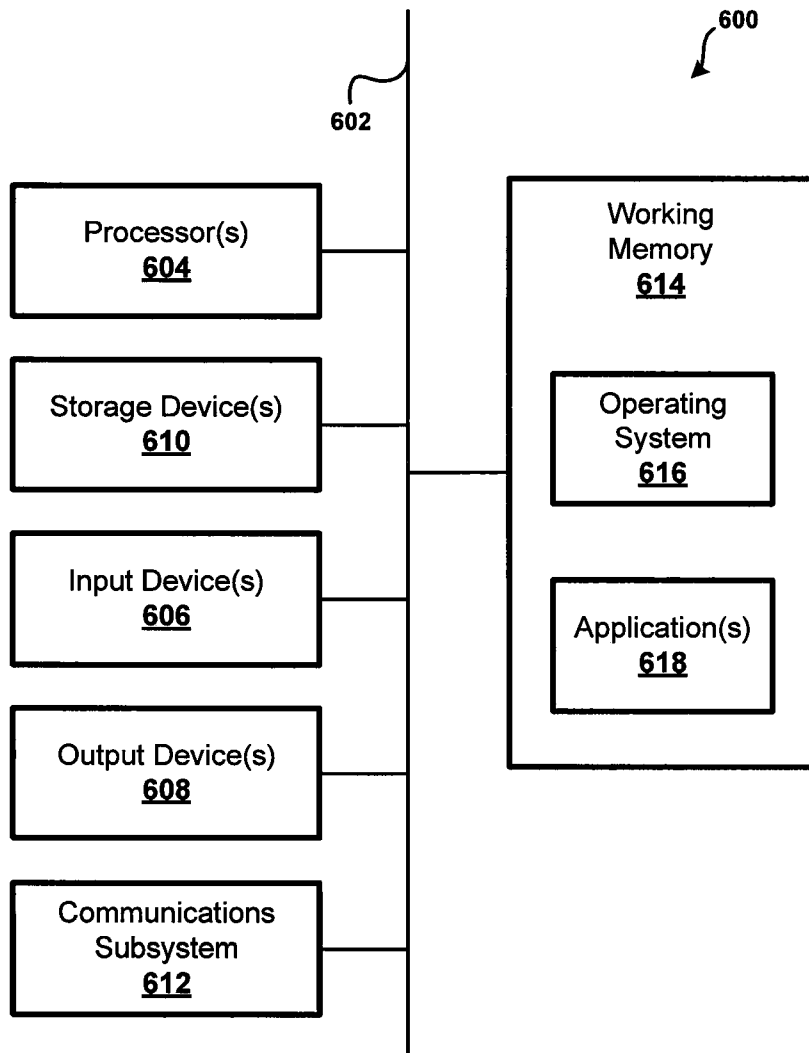 600
602
Processor(s)
604
Storage Device(s)
610
Input Device(s)
606
Output Device(s)
608
Communications
Subsystem
612
Working
Memory
614
Operating
System
616
Application(s)
618